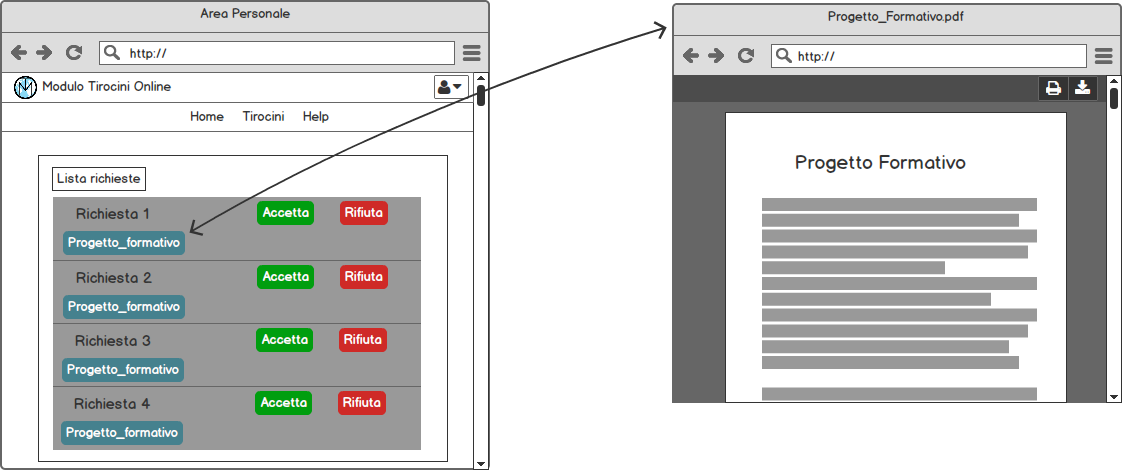 Area Personale
http://
Modulo Tirocini Online
Home Tirocini Help
Lista richieste
Richiesta 1 Accetta Rifiuta
Progetto_formativo
Richiesta 2 Accetta Rifiuta
Progetto_formativo
Richiesta 3 Accetta Rifiuta
Progetto_formativo
Richiesta 4 Accetta Rifiuta
Progetto_formativo
Progetto_Formativo.pdf
http://
Progetto Formativo